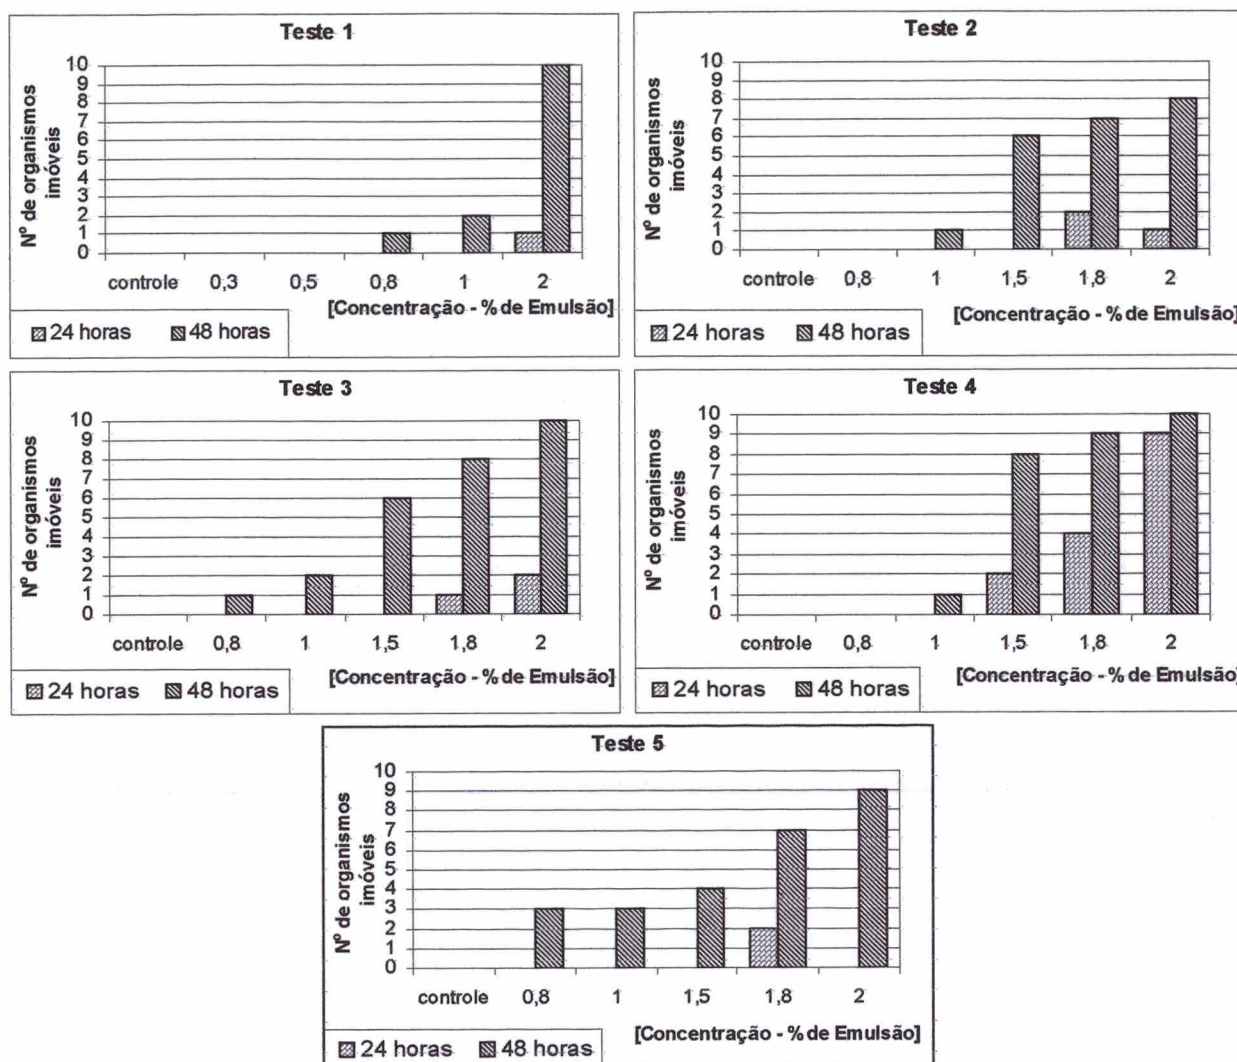 Teste 1
Nº de organismos
imóveis
10
9
8
7
6
5
4
3
2
1
0
controle 0,3 0,5 0,8 1 2
[Concentração - % de Emulsão]
24 horas 48 horas
Teste 2
Nº de organismos
imóveis
10
9
8
7
6
5
4
3
2
1
0
controle 0,8 1 1,5 1,8 2
[Concentração - % de Emulsão]
24 horas 48 horas
Teste 3
Nº de organismos
imóveis
10
9
8
7
6
5
4
3
2
1
0
controle 0,8 1 1,5 1,8 2
[Concentração - % de Emulsão]
24 horas 48 horas
Teste 4
Nº de organismos
imóveis
10
9
8
7
6
5
4
3
2
1
0
controle 0,8 1 1,5 1,8 2
[Concentração - % de Emulsão]
24 horas 48 horas
Teste 5
Nº de organismos
imóveis
10
9
8
7
6
5
4
3
2
1
0
controle 0,8 1 1,5 1,8 2
[Concentração - % de Emulsão]
24 horas 48 horas